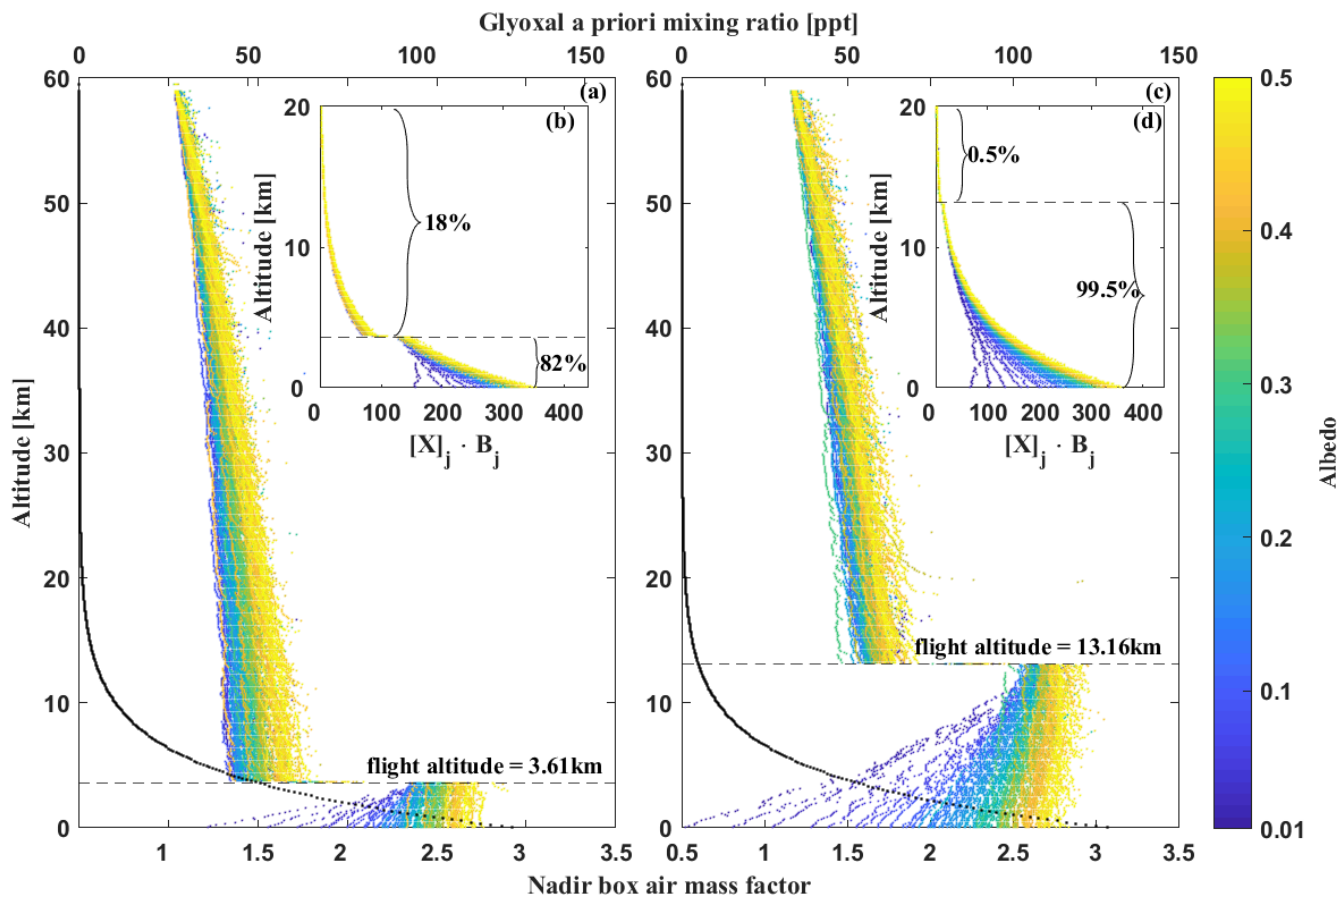 Glyoxal a priori mixing ratio [ppt]
0 50 100 150 0 50 100 150
60 (a) 60 (c) 0.5
20 (b) 20 (d)
0.5%
18%
50 Altitude [km] 10 50 Altitude [km] 10 0.4
99.5%
40 40
82%
0 0
0 100 200 300 400 0 100 200 300 400
[X]j · Bj [X]j · Bj
0.3
Altitude [km] 30 30 Albedo
20 20 0.2
flight altitude = 13.16km
10 10 0.1
flight altitude = 3.61km
0 0 0.01
1 1.5 2 2.5 3 3.5 0.5 1 1.5 2 2.5 3 3.5
Nadir box air mass factor